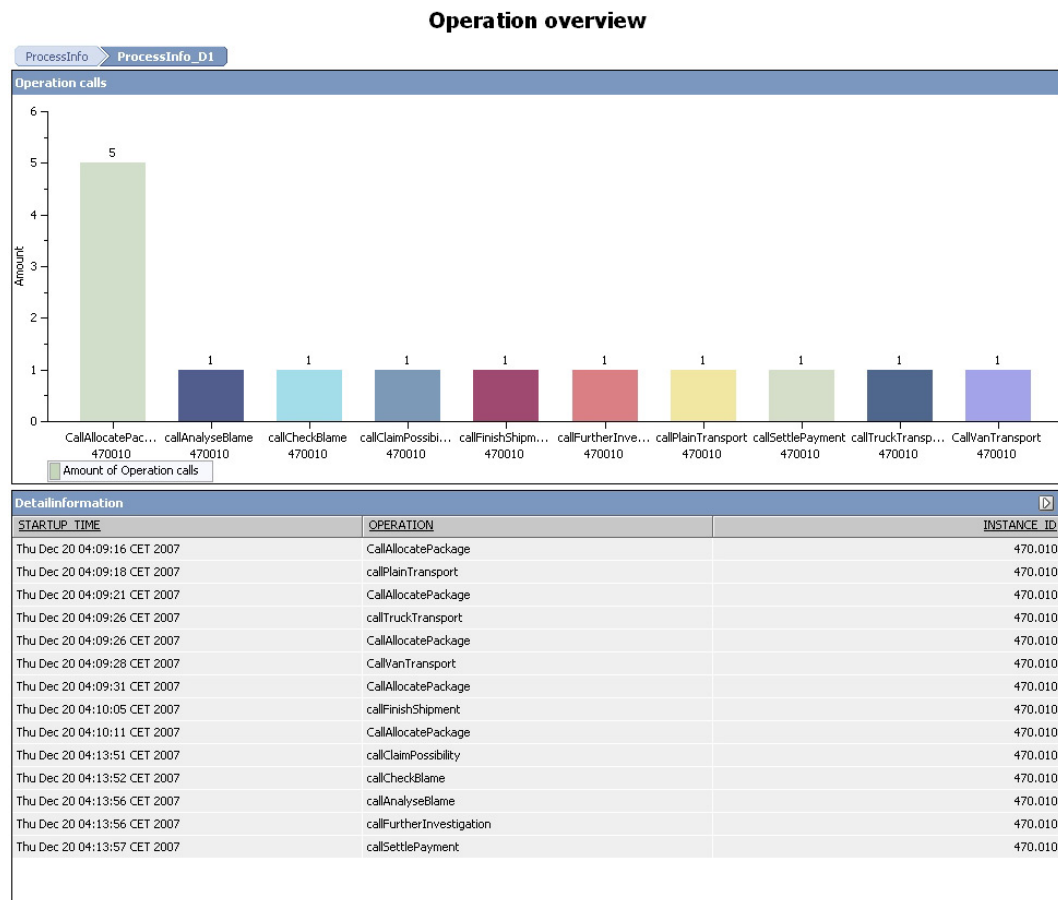 Operation overview
ProcessInfo ProcessInfo_D1
Operation calls
6
5
5
4
Amount
3
2
1 1 1 1 1 1 1 1 1
1
0
CallAllocatePac... callAnalyseBlame callCheckBlame callClaimPossibi... callFinishShipm... callFurtherInve... callPlainTransport callSettlePayment callTruckTransp... CallVanTransport
470010 470010 470010 470010 470010 470010 470010 470010 470010 470010
Amount of Operation calls
Detailinformation
STARTUP_TIME OPERATION INSTANCE_ID
Thu Dec 20 04:09:16 CET 2007 CallAllocatePackage 470.010
Thu Dec 20 04:09:18 CET 2007 callPlainTransport 470.010
Thu Dec 20 04:09:21 CET 2007 CallAllocatePackage 470.010
Thu Dec 20 04:09:26 CET 2007 callTruckTransport 470.010
Thu Dec 20 04:09:26 CET 2007 CallAllocatePackage 470.010
Thu Dec 20 04:09:28 CET 2007 CallVanTransport 470.010
Thu Dec 20 04:09:31 CET 2007 CallAllocatePackage 470.010
Thu Dec 20 04:10:05 CET 2007 callFinishShipment 470.010
Thu Dec 20 04:10:11 CET 2007 CallAllocatePackage 470.010
Thu Dec 20 04:13:51 CET 2007 callClaimPossibility 470.010
Thu Dec 20 04:13:52 CET 2007 callCheckBlame 470.010
Thu Dec 20 04:13:56 CET 2007 callAnalyseBlame 470.010
Thu Dec 20 04:13:56 CET 2007 callFurtherInvestigation 470.010
Thu Dec 20 04:13:57 CET 2007 callSettlePayment 470.010